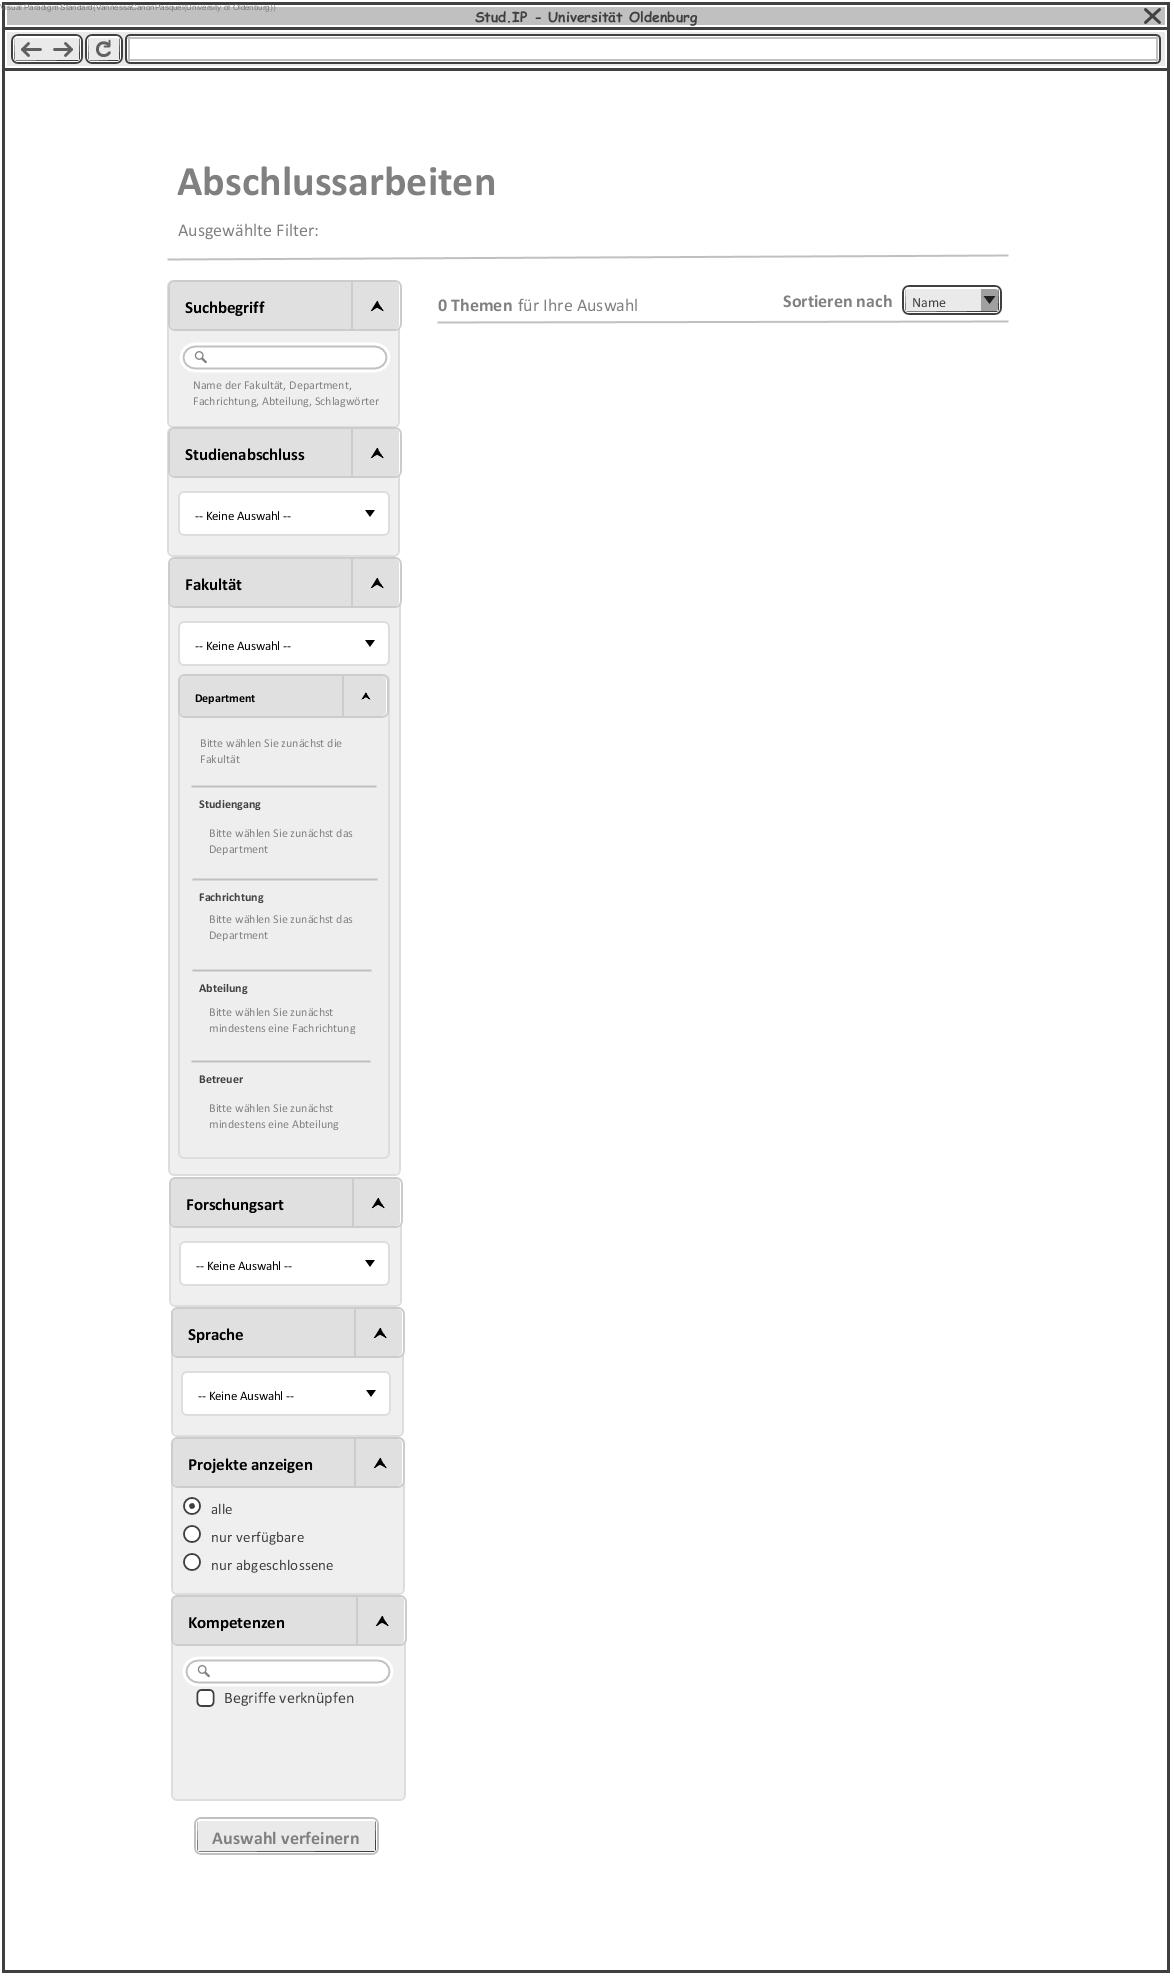 Visual Paradigm Standard(VannessaCanonPasquel(University of Oldenburg))
Stud.IP - Universität Oldenburg
Abschlussarbeiten
Ausgewählte Filter:
Suchbegriff
0 Themen für Ihre Auswahl
Sortieren nach Name
Name der Fakultät, Department,
Fachrichtung, Abteilung, Schlagwörter
Studienabschluss
-- Keine Auswahl --
Fakultät
-- Keine Auswahl --
Department
Bitte wählen Sie zunächst die
Fakultät
Studiengang
Bitte wählen Sie zunächst das
Department
Fachrichtung
Bitte wählen Sie zunächst das
Department
Abteilung
Bitte wählen Sie zunächst
mindestens eine Fachrichtung
Betreuer
Bitte wählen Sie zunächst
mindestens eine Abteilung
Forschungsart
-- Keine Auswahl --
Sprache
-- Keine Auswahl --
Projekte anzeigen
alle
nur verfügbare
nur abgeschlossene
Kompetenzen
Begriffe verknüpfen
Auswahl verfeinern